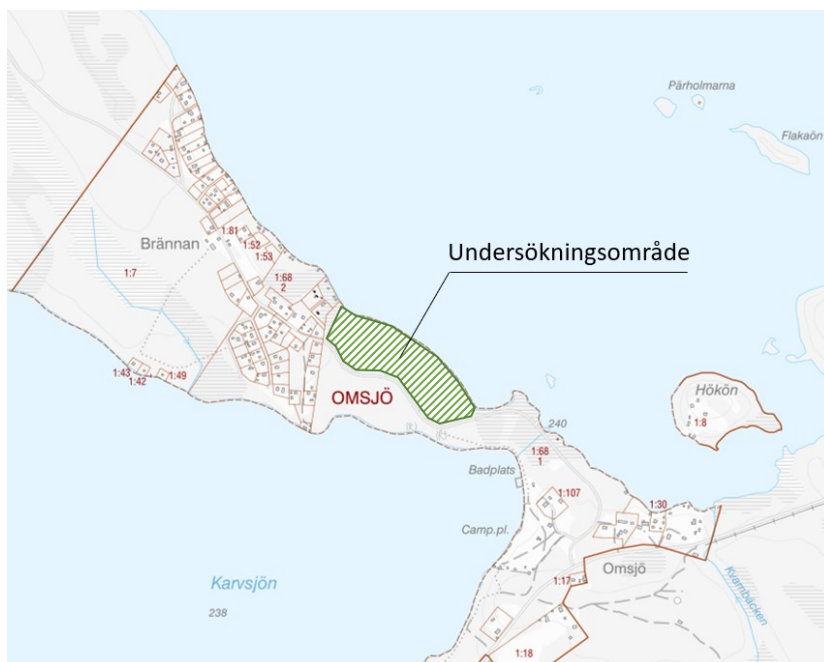 Pärholmarna
Flakaön
Brännan
1:81
1:52
1:53
1:7
1:68
2
Undersökningsområde
1:43
1:42
1:49
OMSJÖ
Hökön
1:8
240
1:68
1
Badplats
1:107
1:30
Camp.pl.
Omsjö
Kvarnbäcken
Karvsjön
1:17
238
1:18